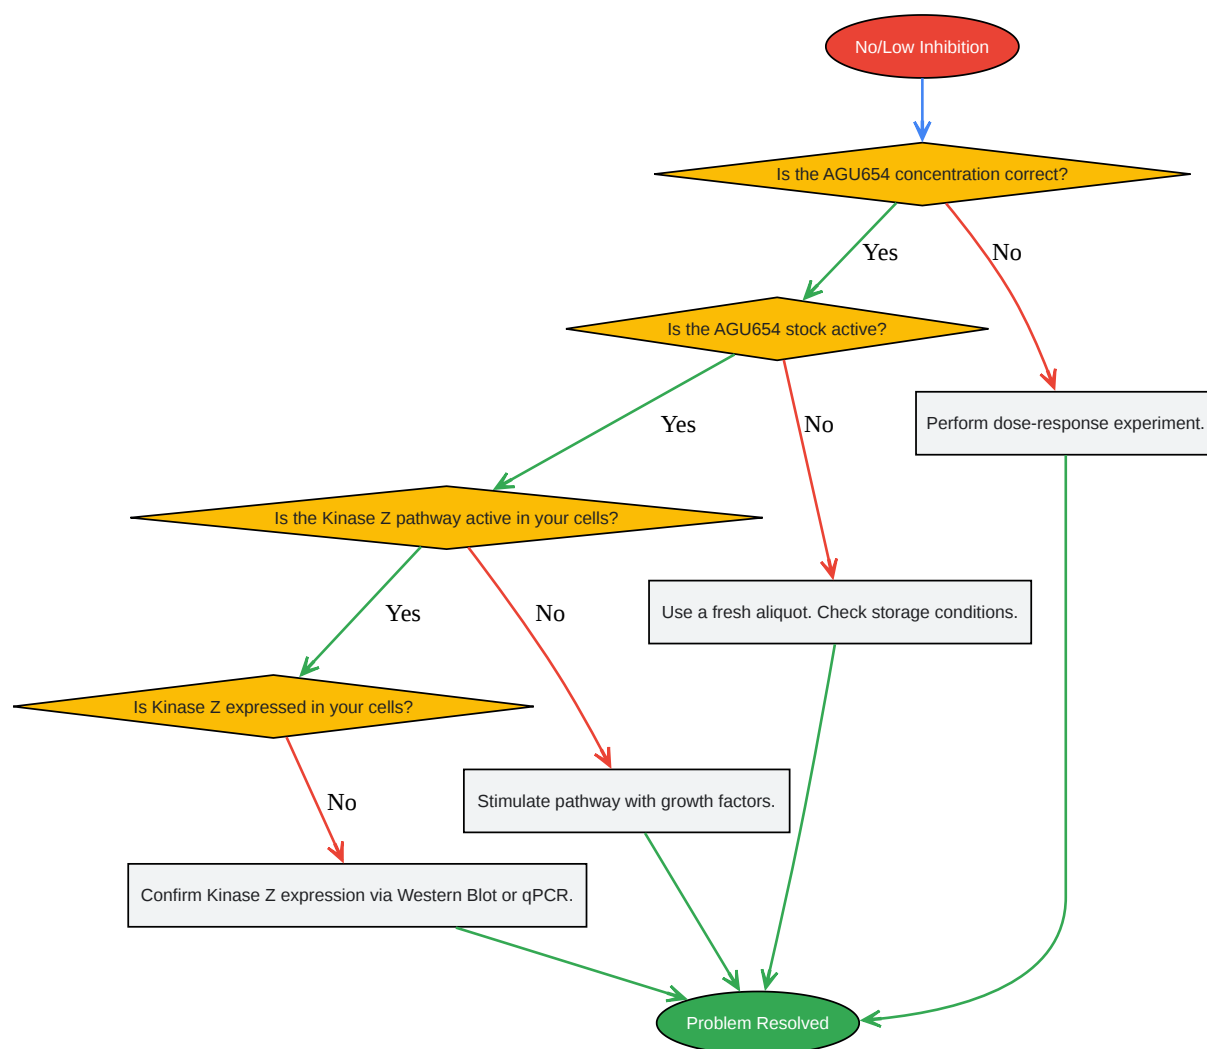 No/Low Inhibition
Is the AGU654 concentration correct?
Yes
No
Is the AGU654 stock active?
Perform dose-response experiment.
Yes
No
Is the Kinase Z pathway active in your cells?
Use a fresh aliquot. Check storage conditions.
Yes
No
Is Kinase Z expressed in your cells?
Stimulate pathway with growth factors.
No
Confirm Kinase Z expression via Western Blot or qPCR.
Problem Resolved